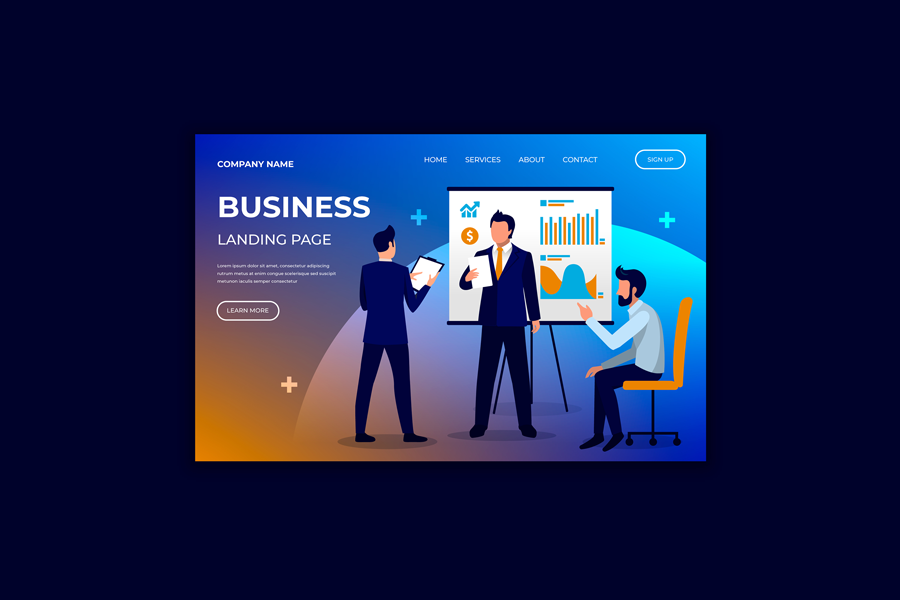 COMPANY NAME
HOME SERVICES ABOUT CONTACT SIGN UP
BUSINESS
LANDING PAGE
Lorem ipsum dolor sit amet, consectetur adipiscing
rutrum metus at enim congue scelerisque sed suscipit
metunon iaculis semper consectetur
LEARN MORE
$